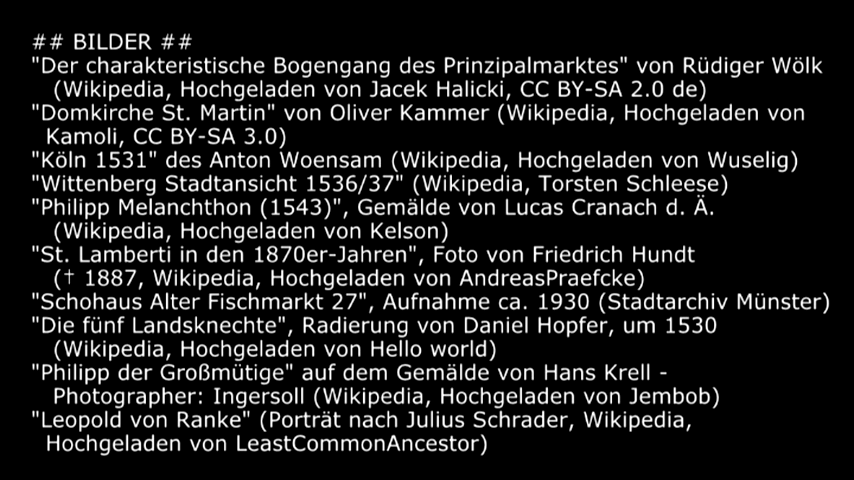 ## BILDER ##
"Der charakteristische Bogengang des Prinzipalmarktes" von Rüdiger Wölk
(Wikipedia, Hochgeladen von Jacek Halicki, CC BY-SA 2.0 de)
"Domkirche St. Martin" von Oliver Kammer (Wikipedia, Hochgeladen von
Kamoli, CC BY-SA 3.0)
"Köln 1531" des Anton Woensam (Wikipedia, Hochgeladen von Wuselig)
"Wittenberg Stadtansicht 1536/37" (Wikipedia, Torsten Schleese)
"Philipp Melanchthon (1543)", Gemälde von Lucas Cranach d. Ä.
(Wikipedia, Hochgeladen von Kelson)
"St. Lamberti in den 1870er-Jahren", Foto von Friedrich Hundt
(† 1887, Wikipedia, Hochgeladen von AndreasPraefcke)
"Schohaus Alter Fischmarkt 27", Aufnahme ca. 1930 (Stadtarchiv Münster)
"Die fünf Landsknechte", Radierung von Daniel Hopfer, um 1530
(Wikipedia, Hochgeladen von Hello world)
"Philipp der Großmütige" auf dem Gemälde von Hans Krell -
Photographer: Ingersoll (Wikipedia, Hochgeladen von Jembob)
"Leopold von Ranke" (Porträt nach Julius Schrader, Wikipedia,
Hochgeladen von LeastCommonAncestor)